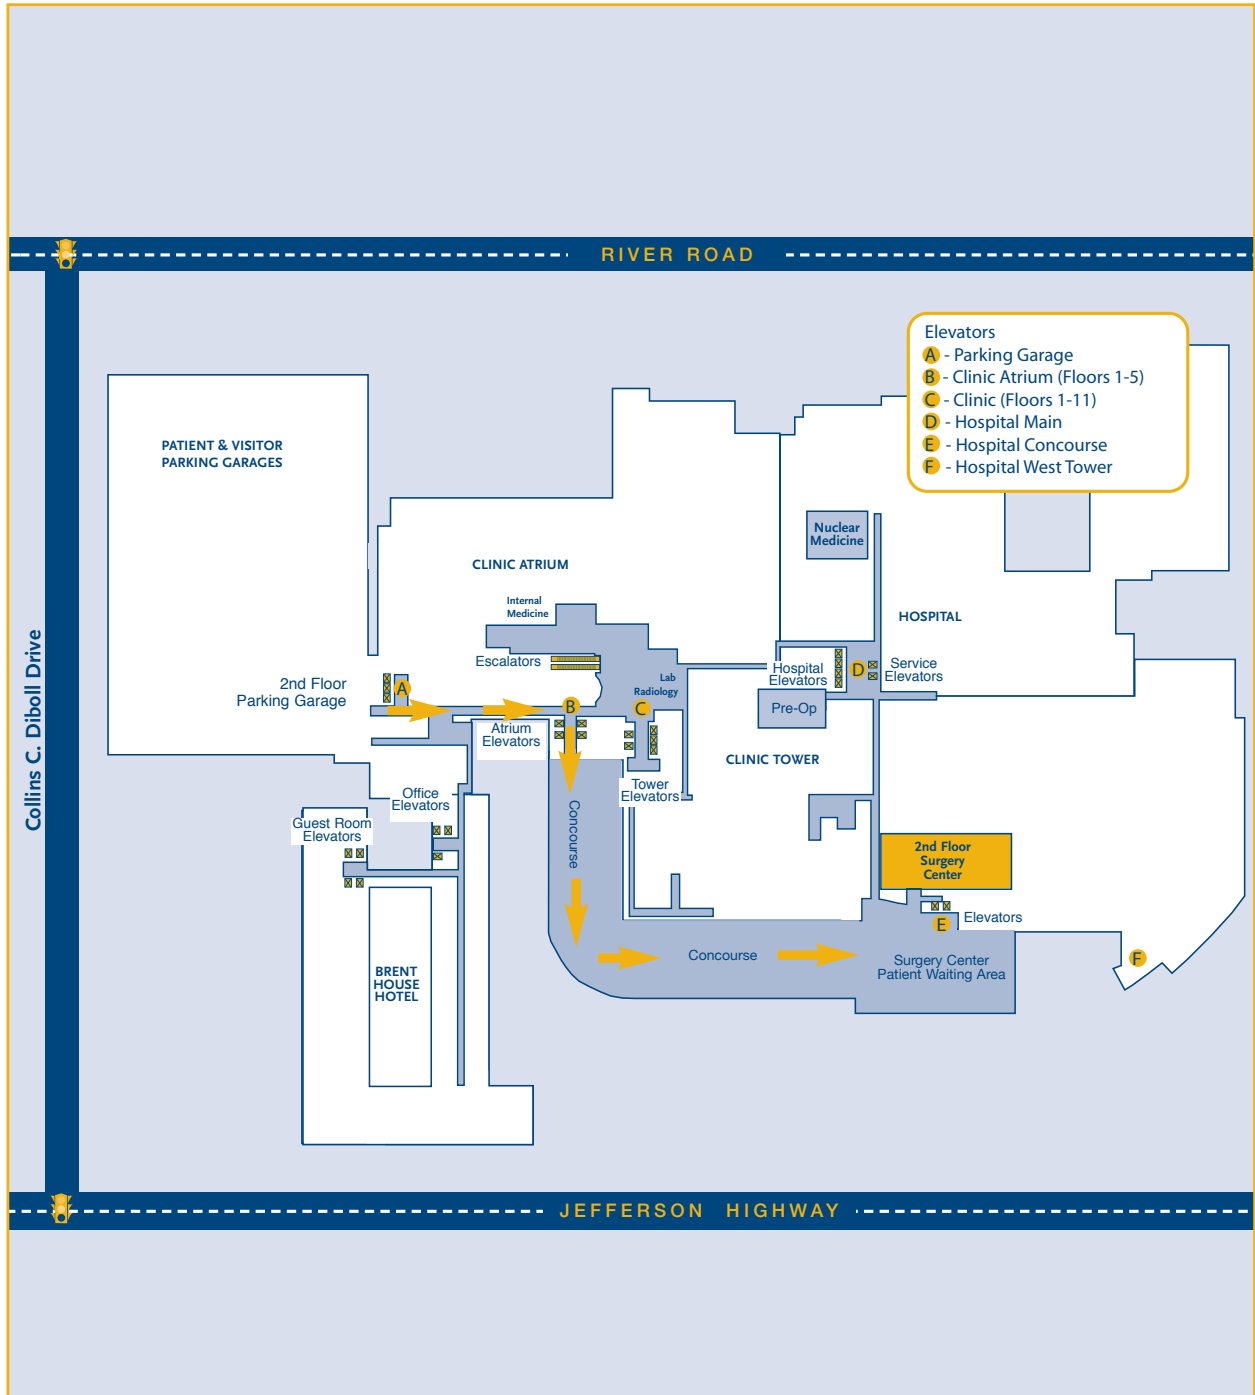 RIVER ROAD
Elevators
A - Parking Garage
B - Clinic Atrium (Floors 1-5)
C - Clinic (Floors 1-11)
D - Hospital Main
E - Hospital Concourse
F - Hospital West Tower
PATIENT & VISITOR
PARKING GARAGES
Nuclear
Medicine
CLINIC ATRIUM
Internal
Medicine
HOSPITAL
Escalators
Hospital
Elevators
D
Service
Elevators
Lab
Radiology
2nd Floor
Parking Garage
A
B
C
Pre-Op
Atrium
Elevators
CLINIC TOWER
Tower
Elevators
Office
Elevators
Guest Room
Elevators
Concourse
Collins C. Diboll Drive
2nd Floor
Surgery
Center
E
Elevators
Concourse
Surgery Center
Patient Waiting Area
F
BRENT
HOUSE
HOTEL
JEFFERSON HIGHWAY